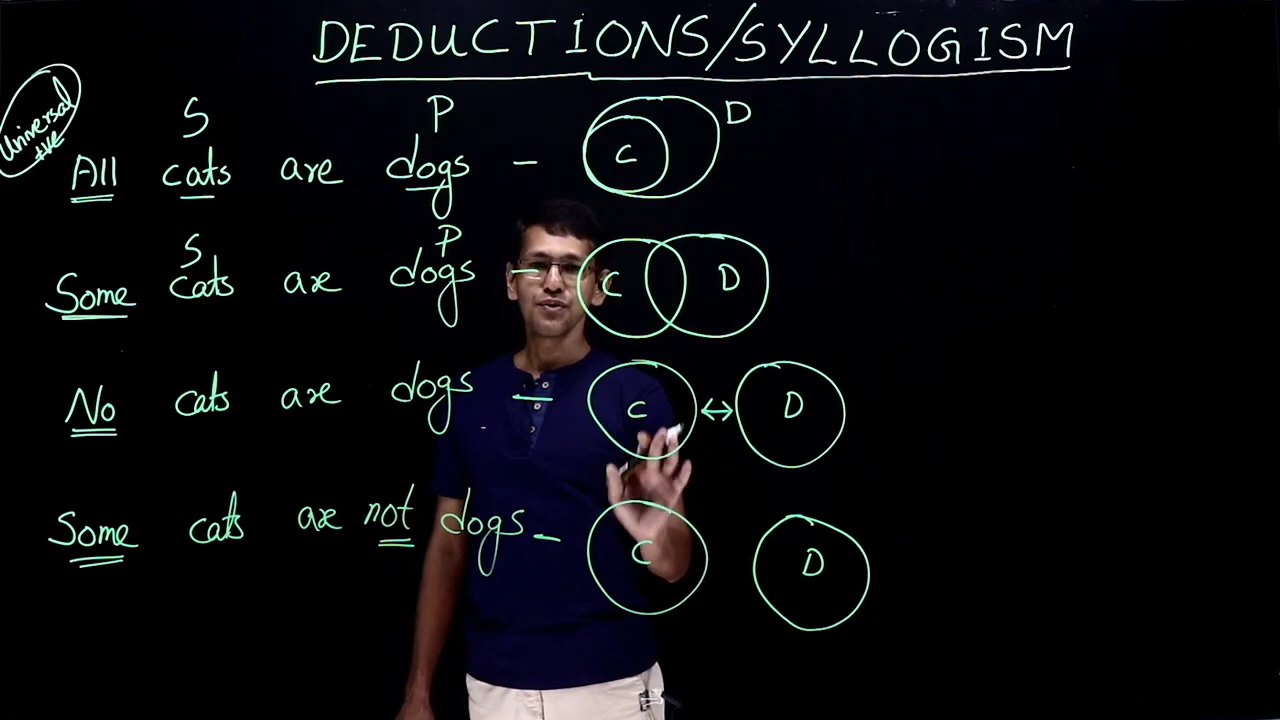 DEDUCTIONS/SYLLOGISM
Universal
+ve
S P
All cats are dogs - C D
S P
Some cats are dogs - C D
No cats are dogs - C ↔ D
Some cats are not dogs - C D